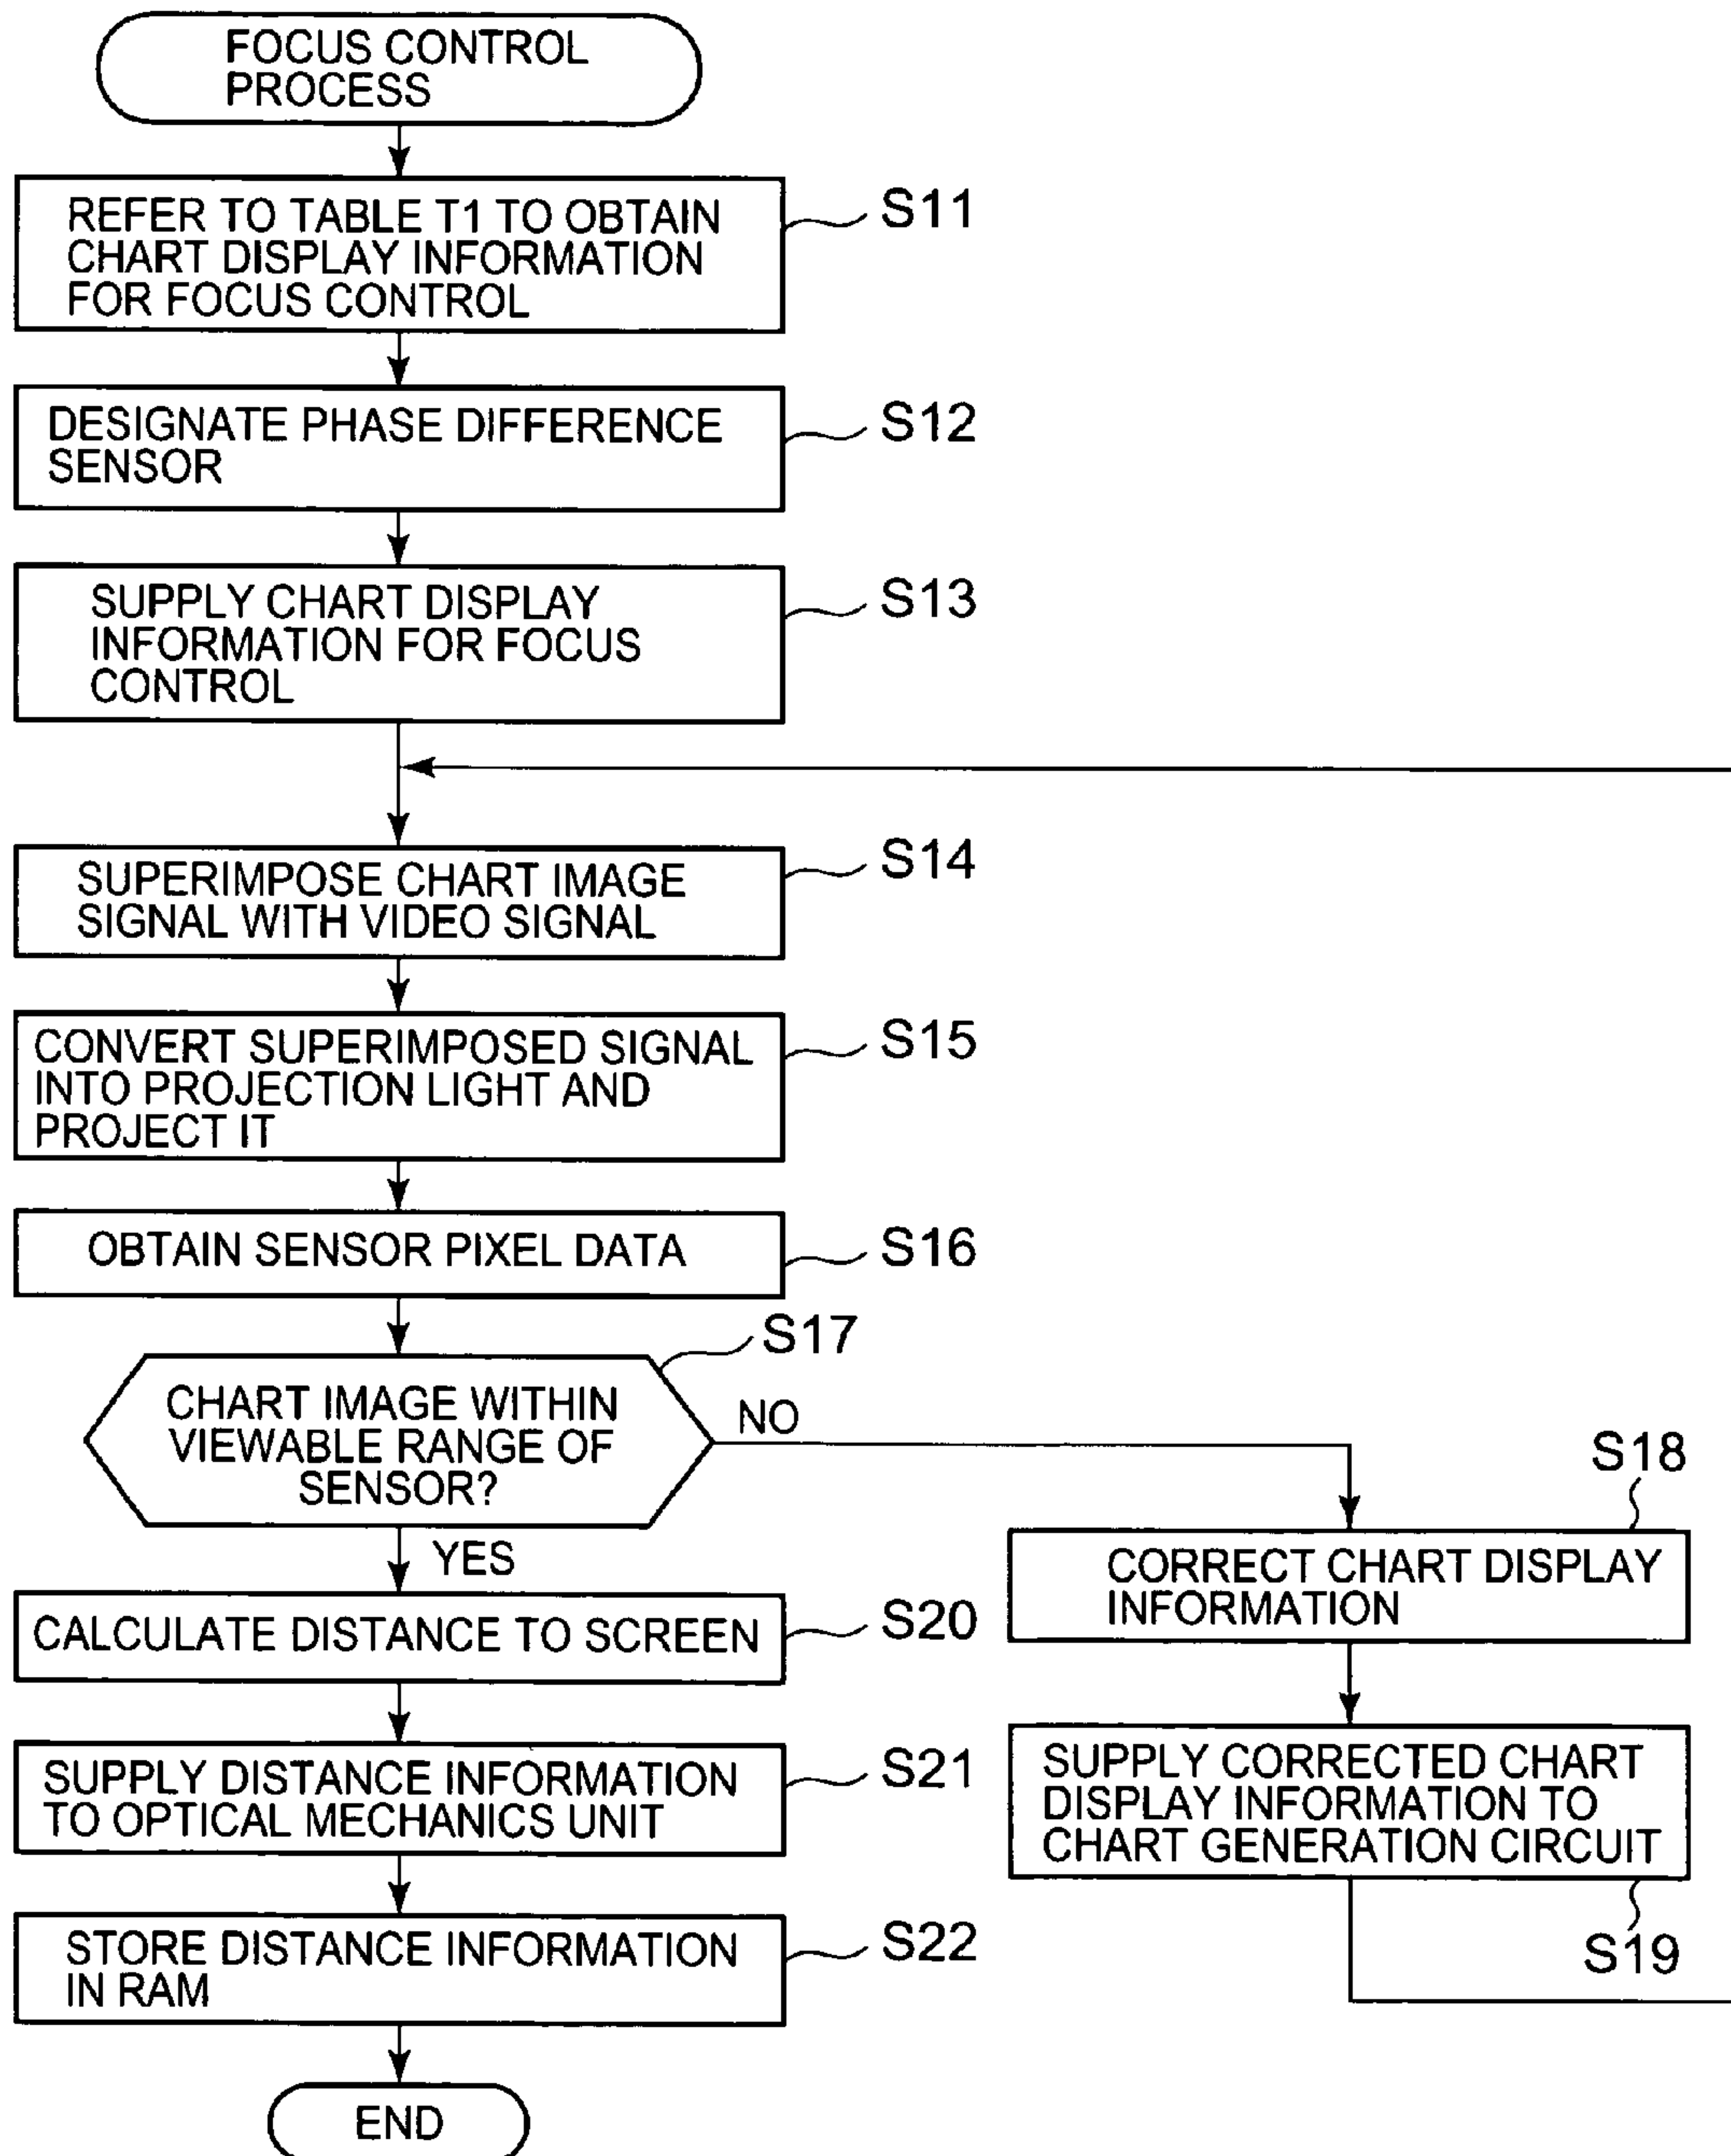 FOCUS CONTROL
PROCESS
REFER TO TABLE T1 TO OBTAIN
CHART DISPLAY INFORMATION
FOR FOCUS CONTROL
S11
DESIGNATE PHASE DIFFERENCE
SENSOR
S12
SUPPLY CHART DISPLAY
INFORMATION FOR FOCUS
CONTROL
S13
SUPERIMPOSE CHART IMAGE
SIGNAL WITH VIDEO SIGNAL
S14
CONVERT SUPERIMPOSED SIGNAL
INTO PROJECTION LIGHT AND
PROJECT IT
S15
OBTAIN SENSOR PIXEL DATA
S16
CHART IMAGE WITHIN
VIEWABLE RANGE OF
SENSOR?
S17
NO
YES
S18
CORRECT CHART DISPLAY
INFORMATION
SUPPLY CORRECTED CHART
DISPLAY INFORMATION TO
CHART GENERATION CIRCUIT
S19
CALCULATE DISTANCE TO SCREEN
S20
SUPPLY DISTANCE INFORMATION
TO OPTICAL MECHANICS UNIT
S21
STORE DISTANCE INFORMATION
IN RAM
S22
END